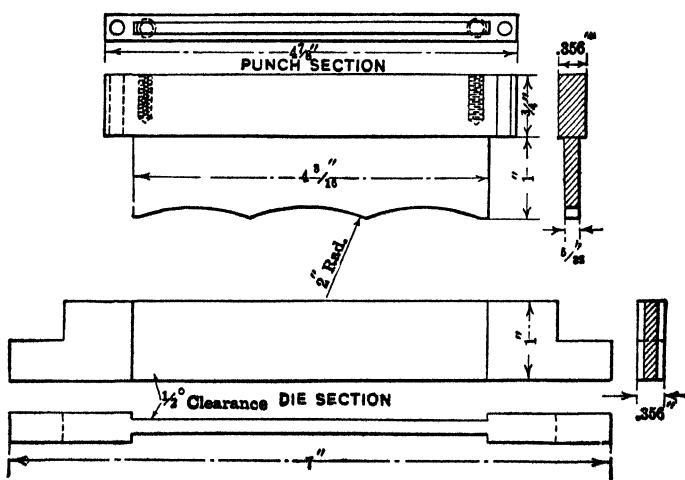 4 7/8"
PUNCH SECTION
.356"
3/4"
4 3/16"
1"
5/32"
2" Rad.
1"
1/2° Clearance
DIE SECTION
.356"
7"